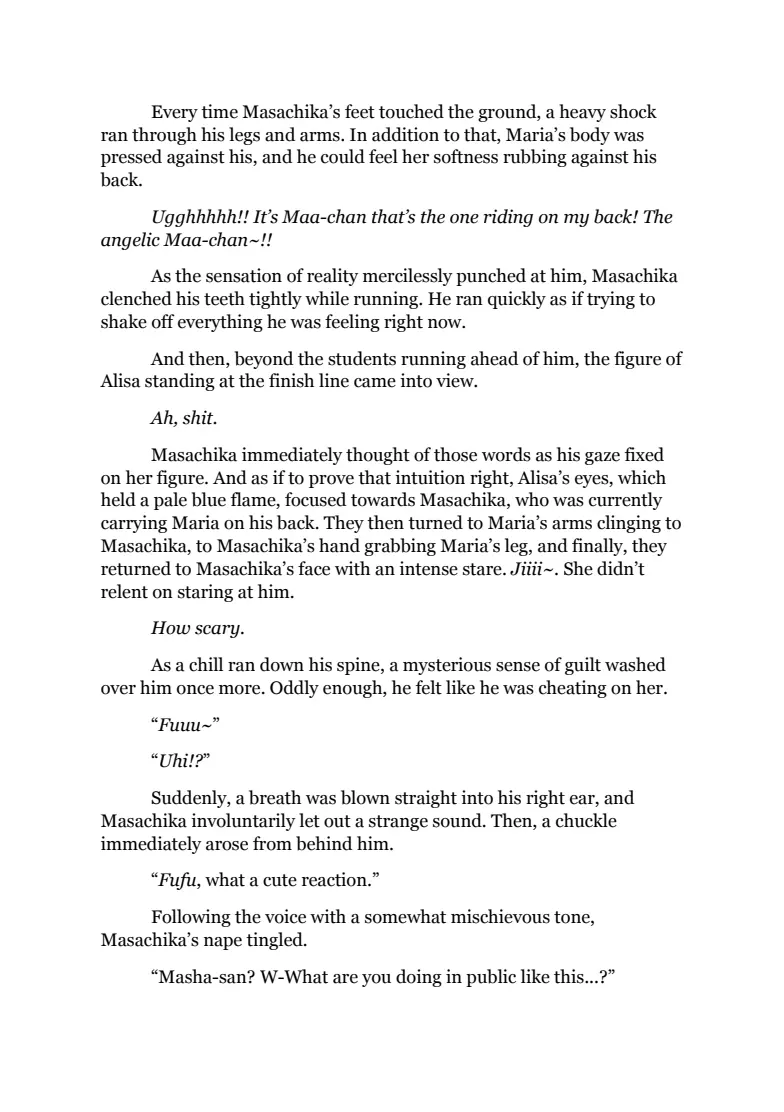 Every time Masachika’s feet touched the ground, a heavy shock
ran through his legs and arms. In addition to that, Maria’s body was
pressed against his, and he could feel her softness rubbing against his
back.
Ugghhhhh!! It’s Maa-chan that’s the one riding on my back! The
angelic Maa-chan~!!
As the sensation of reality mercilessly punched at him, Masachika
clenched his teeth tightly while running. He ran quickly as if trying to
shake off everything he was feeling right now.
And then, beyond the students running ahead of him, the figure of
Alisa standing at the finish line came into view.
Ah, shit.
Masachika immediately thought of those words as his gaze fixed
on her figure. And as if to prove that intuition right, Alisa’s eyes, which
held a pale blue flame, focused towards Masachika, who was currently
carrying Maria on his back. They then turned to Maria’s arms clinging to
Masachika, to Masachika’s hand grabbing Maria’s leg, and finally, they
returned to Masachika’s face with an intense stare. Jiiii~. She didn’t
relent on staring at him.
How scary.
As a chill ran down his spine, a mysterious sense of guilt washed
over him once more. Oddly enough, he felt like he was cheating on her.
“Fuuu~”
“Uhi!?”
Suddenly, a breath was blown straight into his right ear, and
Masachika involuntarily let out a strange sound. Then, a chuckle
immediately arose from behind him.
“Fufu, what a cute reaction.”
Following the voice with a somewhat mischievous tone,
Masachika’s nape tingled.
“Masha-san? W-What are you doing in public like this...?”